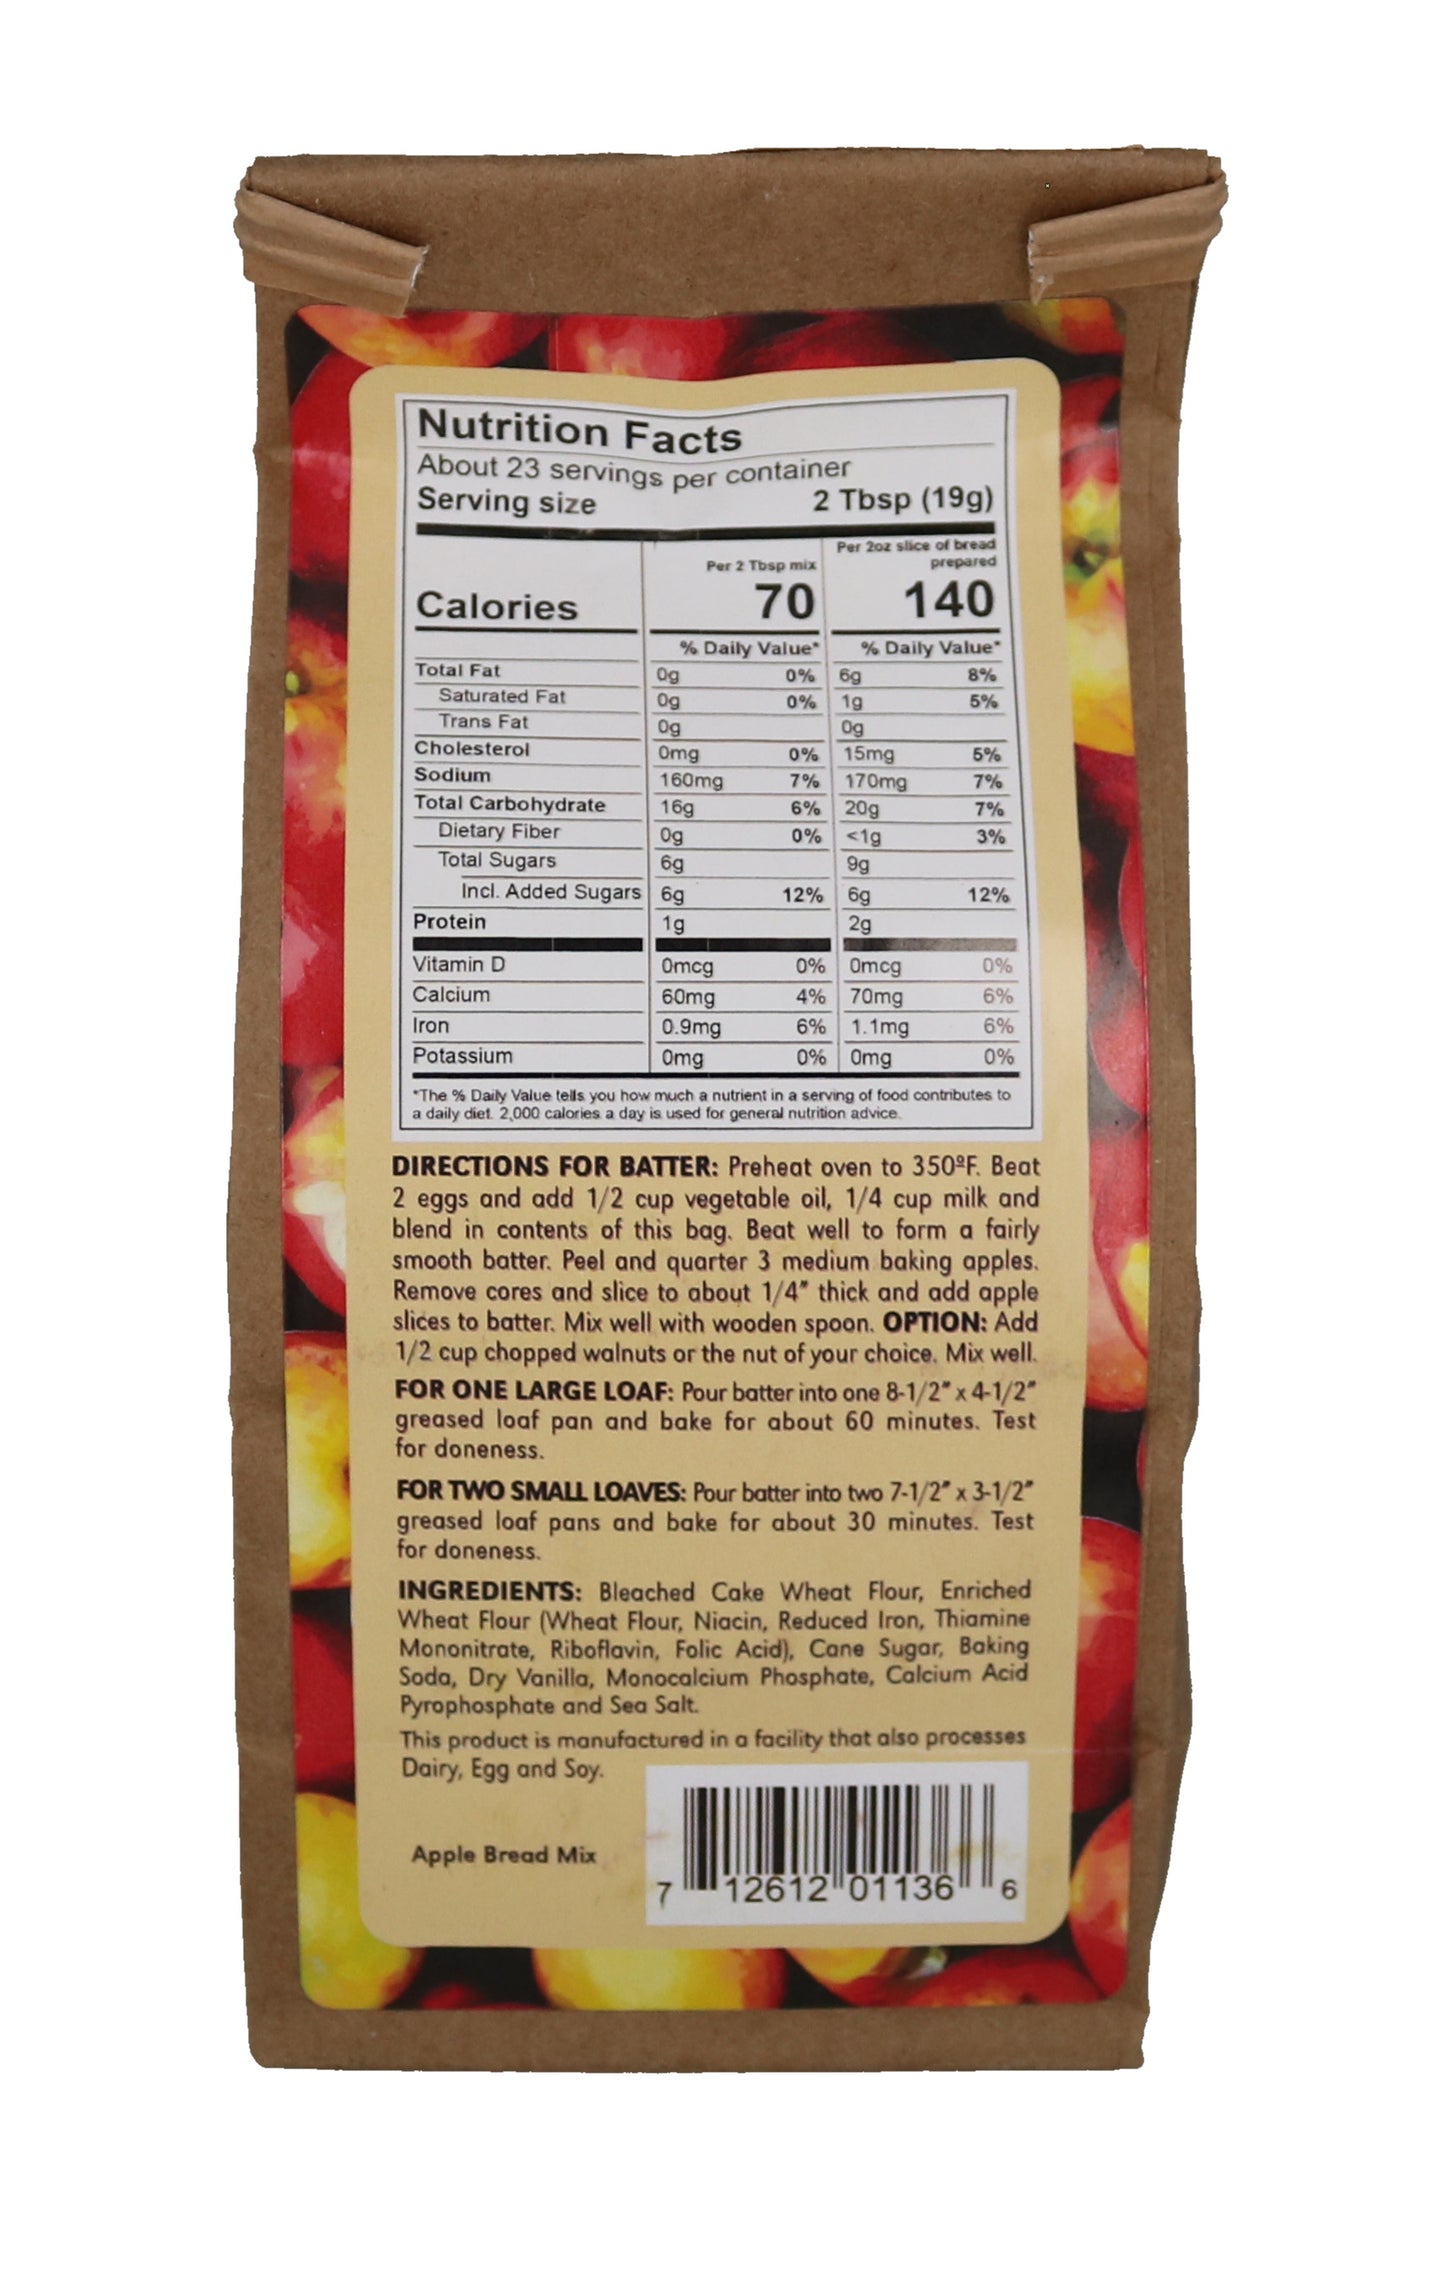 Nutrition Facts
About 23 servings per container
Serving size 2 Tbsp (19g)
Per 2 Tbsp mix Per 2oz slice of bread prepared
Calories 70 140
% Daily Value* % Daily Value*
Total Fat 0g 0% 6g 8%
Saturated Fat 0g 0% 1g 5%
Trans Fat 0g 0g
Cholesterol 0mg 0% 15mg 5%
Sodium 160mg 7% 170mg 7%
Total Carbohydrate 16g 6% 20g 7%
Dietary Fiber 0g 0% <1g 3%
Total Sugars 6g 9g
Incl. Added Sugars 6g 12% 6g 12%
Protein 1g 2g
Vitamin D 0mcg 0% 0mcg 0%
Calcium 60mg 4% 70mg 6%
Iron 0.9mg 6% 1.1mg 6%
Potassium 0mg 0% 0mg 0%
*The % Daily Value tells you how much a nutrient in a serving of food contributes to
a daily diet. 2,000 calories a day is used for general nutrition advice.
DIRECTIONS FOR BATTER: Preheat oven to 350ºF. Beat
2 eggs and add 1/2 cup vegetable oil, 1/4 cup milk and
blend in contents of this bag. Beat well to form a fairly
smooth batter. Peel and quarter 3 medium baking apples.
Remove cores and slice to about 1/4" thick and add apple
slices to batter. Mix well with wooden spoon. OPTION: Add
1/2 cup chopped walnuts or the nut of your choice. Mix well.
FOR ONE LARGE LOAF: Pour batter into one 8-1/2" x 4-1/2"
greased loaf pan and bake for about 60 minutes. Test
for doneness.
FOR TWO SMALL LOAVES: Pour batter into two 7-1/2" x 3-1/2"
greased loaf pans and bake for about 30 minutes. Test
for doneness.
INGREDIENTS: Bleached Cake Wheat Flour, Enriched
Wheat Flour (Wheat Flour, Niacin, Reduced Iron, Thiamine
Mononitrate, Riboflavin, Folic Acid), Cane Sugar, Baking
Soda, Dry Vanilla, Monocalcium Phosphate, Calcium Acid
Pyrophosphate and Sea Salt.
This product is manufactured in a facility that also processes
Dairy, Egg and Soy.
Apple Bread Mix
7 12612 01136 6